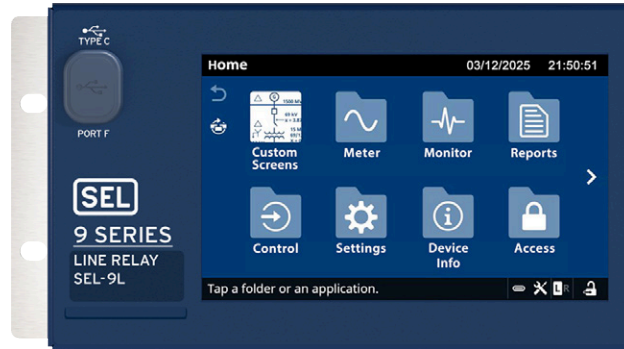 TYPE C
PORT F
SEL
9 SERIES
LINE RELAY
SEL-9L
Home 03/12/2025 21:50:51
Custom Screens
Meter
Monitor
Reports
Control
Settings
Device Info
Access
Tap a folder or an application.
L R